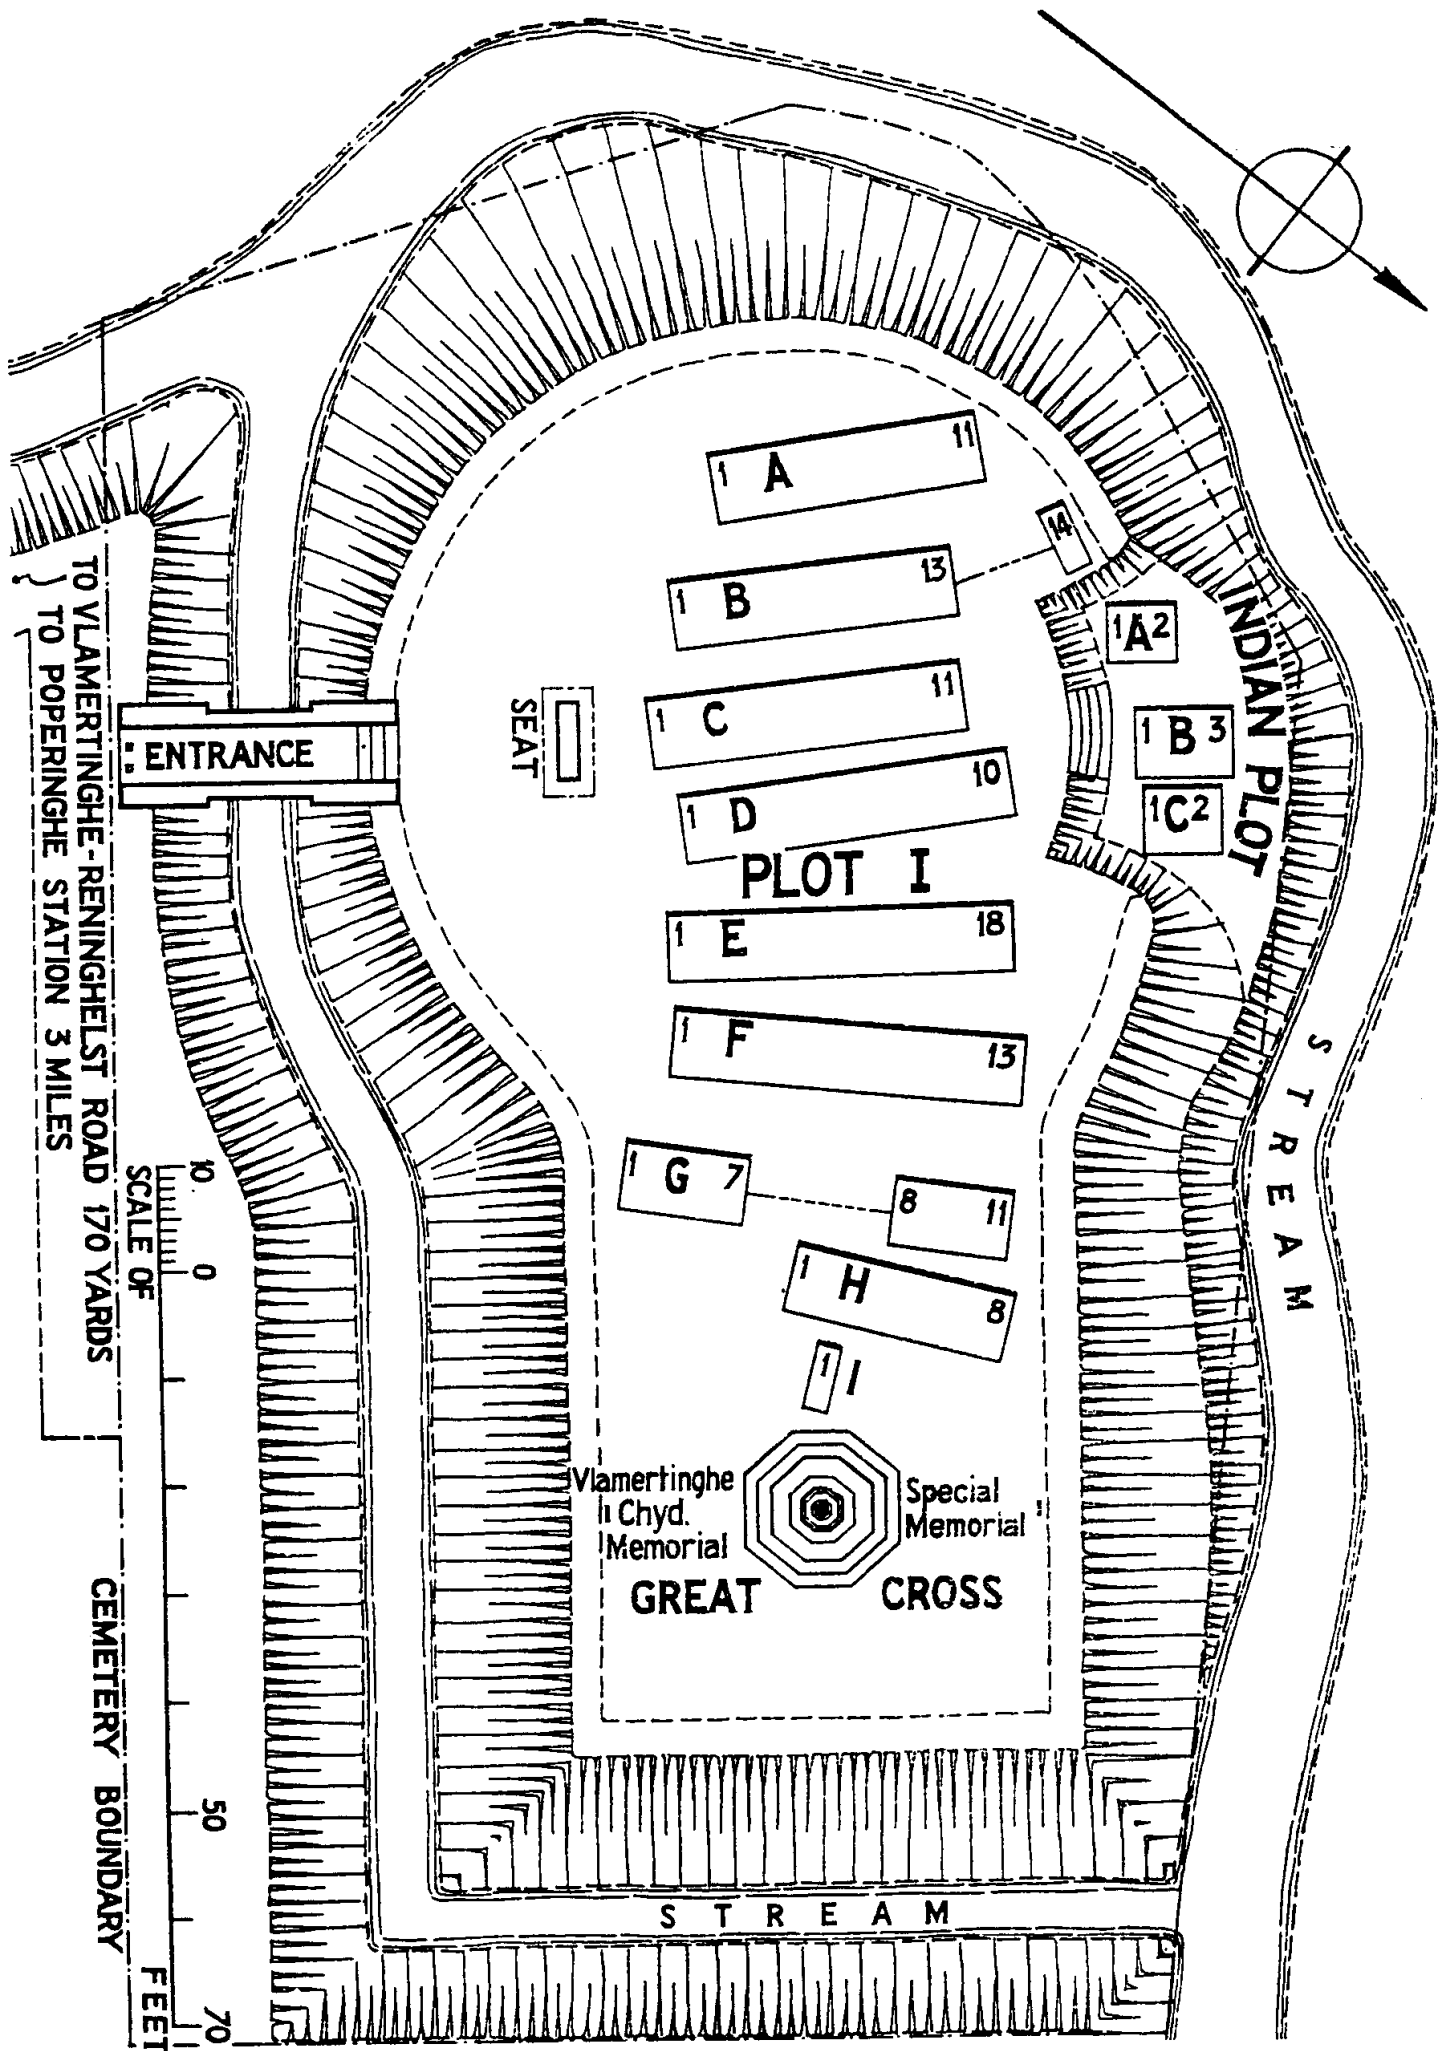 1 A 11
14
1 B 13
INDIAN PLOT
1 A 2
1 C 11
SEAT
1 B 3
ENTRANCE
1 D 10
1 C 2
PLOT I
1 E 18
1 F 13
STREAM
1 G 7
8 11
1 H 8
1 I
Vlamertinghe
Chyd.
Memorial
Special
Memorial
GREAT CROSS
STREAM
TO VLAMERTINGHE-RENINGHELST ROAD 170 YARDS
TO POPERINGHE STATION 3 MILES
SCALE OF
10 0 50 70
FEET
CEMETERY BOUNDARY